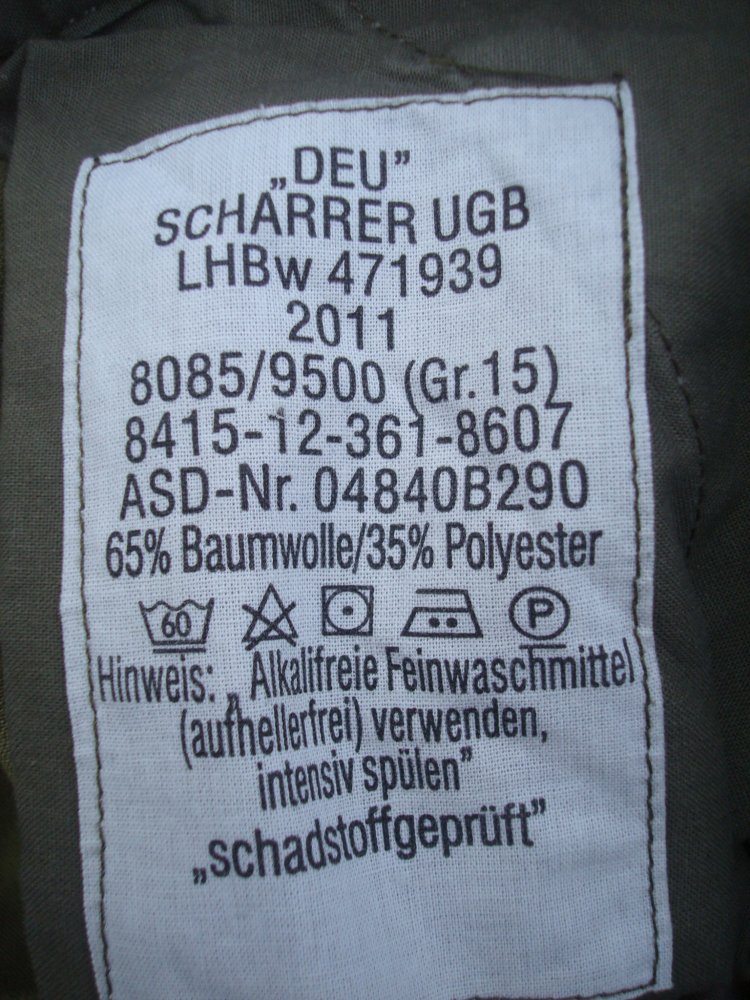 „DEU”
SCHARRER UGB
LHBw 471939
2011
8085/9500 (Gr.15)
8415-12-361-8607
ASD-Nr. 04840B290
65% Baumwolle/35% Polyester
60 P
Hinweis: „Alkalifreie Feinwaschmittel
(aufhellerfrei) verwenden,
intensiv spülen”
„schadstoffgeprüft”